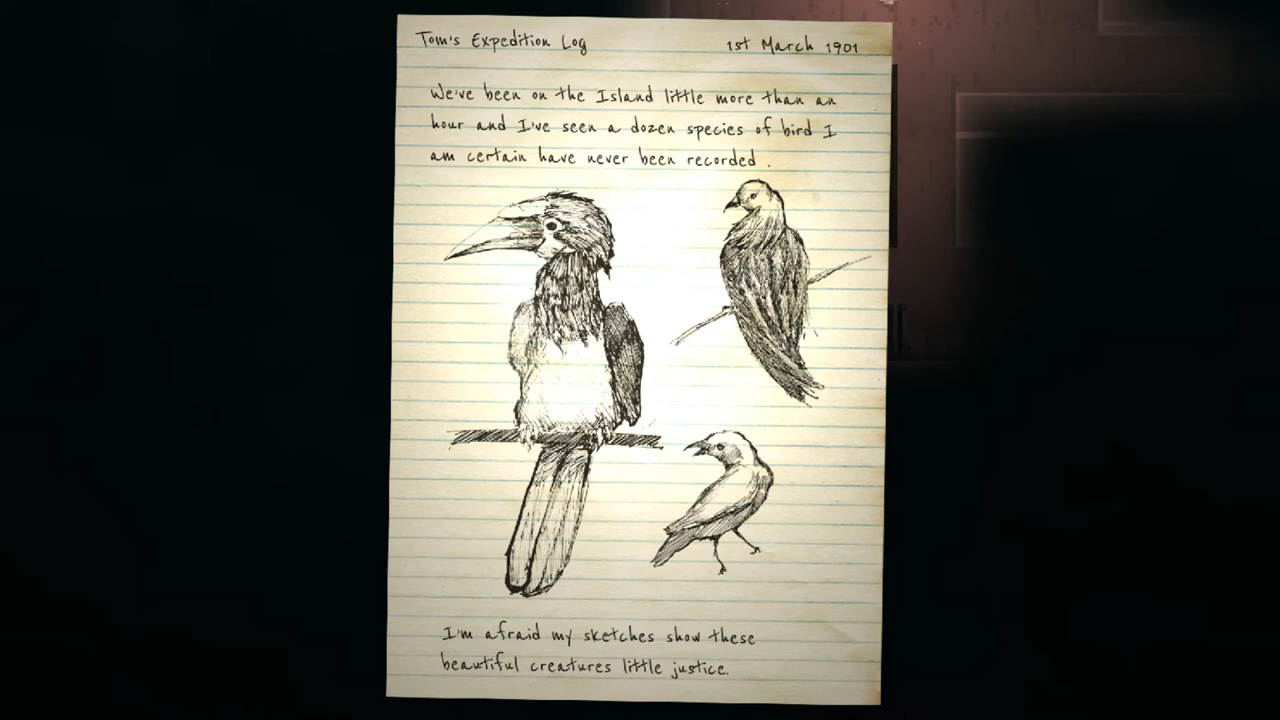 Tom's Expedition Log
1st March 1901
We've been on the Island little more than an
hour and I've seen a dozen species of bird I
am certain have never been recorded .
I'm afraid my sketches show these
beautiful creatures little justice.